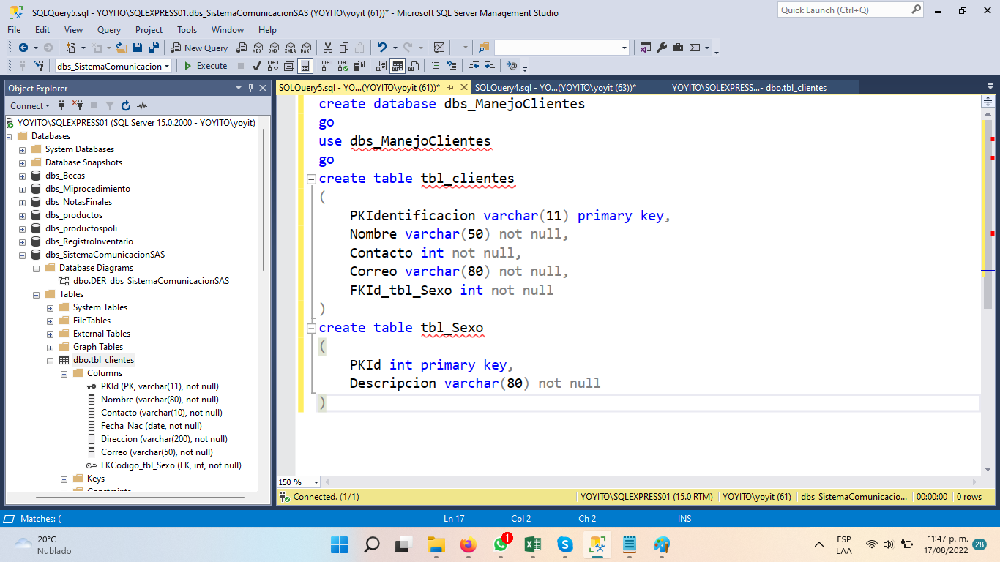 SQLQuery5.sql - YOYITO\SQLEXPRESS01.dbs_SistemaComunicacionSAS (YOYITO\yoyit (61))* - Microsoft SQL Server Management Studio
Quick Launch (Ctrl+Q)
File Edit View Query Project Tools Window Help
New Query MDX DMX XMLA DAX
dbs_SistemaComunicacion Execute
Object Explorer
Connect
YOYITO\SQLEXPRESS01 (SQL Server 15.0.2000 - YOYITO\yoyit)
Databases
System Databases
Database Snapshots
dbs_Becas
dbs_Miprocedimiento
dbs_NotasFinales
dbs_productos
dbs_productospoli
dbs_RegistroInventario
dbs_SistemaComunicacionSAS
Database Diagrams
dbo.DER_dbs_SistemaComunicacionSAS
Tables
System Tables
FileTables
External Tables
Graph Tables
dbo.tbl_clientes
Columns
PKId (PK, varchar(11), not null)
Nombre (varchar(80), not null)
Contacto (varchar(10), not null)
Fecha_Nac (date, not null)
Direccion (varchar(200), not null)
Correo (varchar(50), not null)
FKCodigo_tbl_Sexo (FK, int, not null)
Keys
Constraints
SQLQuery5.sql - YO...(YOYITO\yoyit (61))* SQLQuery4.sql - YO...(YOYITO\yoyit (63))* YOYITO\SQLEXPRESS...- dbo.tbl_clientes
create database dbs_ManejoClientes
go
use dbs_ManejoClientes
go
create table tbl_clientes
(
PKIdentificacion varchar(11) primary key,
Nombre varchar(50) not null,
Contacto int not null,
Correo varchar(80) not null,
FKId_tbl_Sexo int not null
)
create table tbl_Sexo
(
PKId int primary key,
Descripcion varchar(80) not null
)
150 %
Connected. (1/1) YOYITO\SQLEXPRESS01 (15.0 RTM) YOYITO\yoyit (61) dbs_SistemaComunicacio... 00:00:00 0 rows
Matches: ( Ln 17 Col 2 Ch 2 INS
20°C
Nublado
1
ESP
LAA
11:47 p. m.
17/08/2022
28